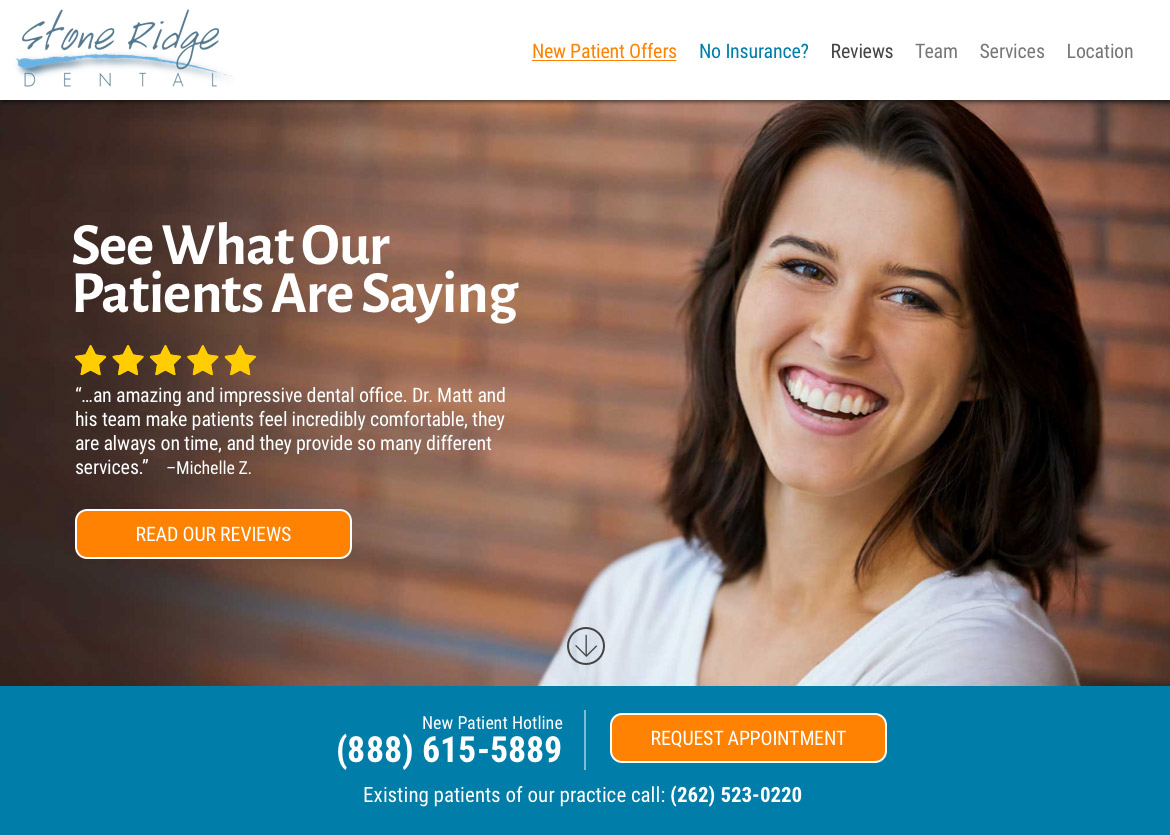 Stone Ridge
DENTAL
New Patient Offers No Insurance? Reviews Team Services Location
See What Our
Patients Are Saying
“…an amazing and impressive dental office. Dr. Matt and
his team make patients feel incredibly comfortable, they
are always on time, and they provide so many different
services.” –Michelle Z.
READ OUR REVIEWS
New Patient Hotline
(888) 615-5889
REQUEST APPOINTMENT
Existing patients of our practice call: (262) 523-0220